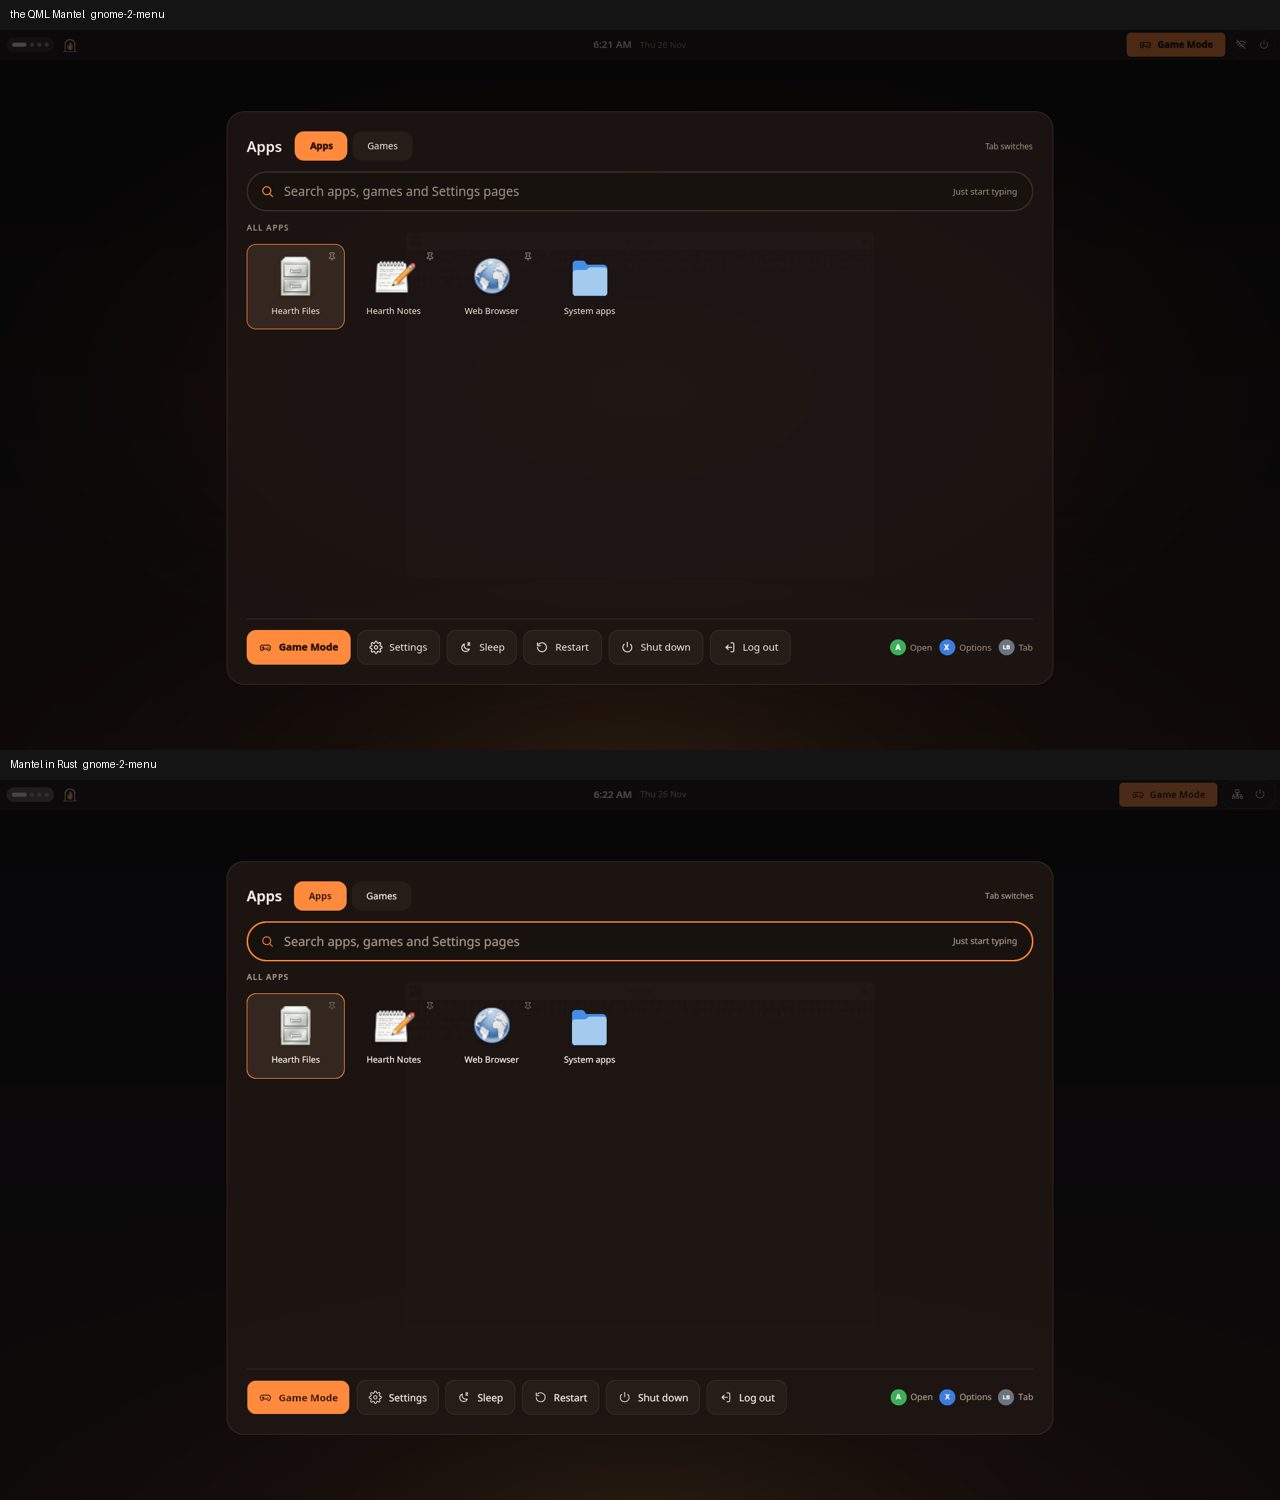 the QML Mantel gnome-2-menu
6:21 AM Thu 26 Nov Game Mode
Apps Apps Games Tab switches
Search apps, games and Settings pages Just start typing
ALL APPS
Hearth Files Hearth Notes Web Browser System apps
Game Mode Settings Sleep Restart Shut down Log out A Open X Options LB Tab
Mantel in Rust gnome-2-menu
6:22 AM Thu 26 Nov Game Mode
Apps Apps Games Tab switches
Search apps, games and Settings pages Just start typing
ALL APPS
Hearth Files Hearth Notes Web Browser System apps
Game Mode Settings Sleep Restart Shut down Log out A Open X Options LB Tab